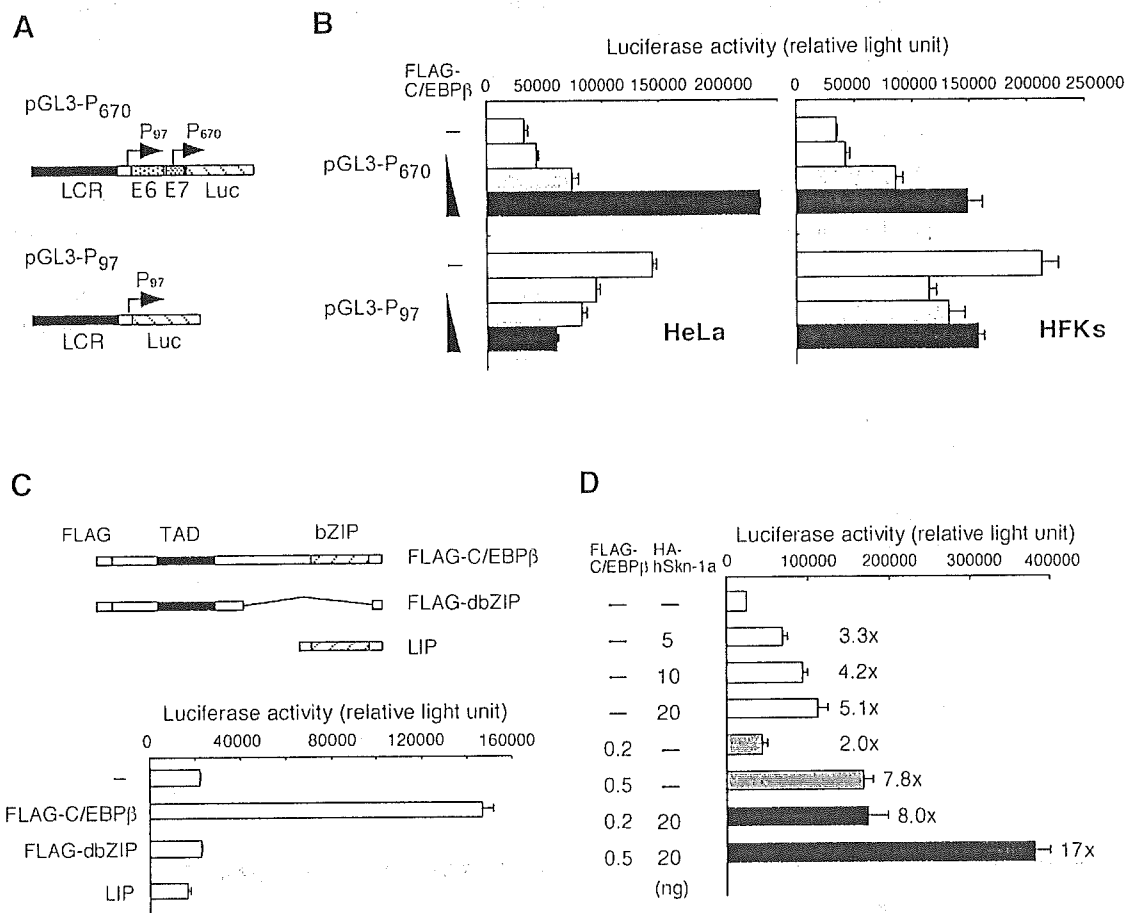 A
pGL3-P670
P97 P670
LCR E6 E7 Luc
pGL3-P97
P97
LCR Luc
B
Luciferase activity (relative light unit)
FLAG-
C/EBPβ
0 50000 100000 150000 200000
0 50000 100000 150000 200000 250000
–
pGL3-P670
–
pGL3-P97
HeLa
HFKs
C
FLAG TAD bZIP
FLAG-C/EBPβ
FLAG-dbZIP
LIP
Luciferase activity (relative light unit)
0 40000 80000 120000 160000
–
FLAG-C/EBPβ
FLAG-dbZIP
LIP
D
Luciferase activity (relative light unit)
FLAG- HA-
C/EBPβ hSkn-1a
0 100000 200000 300000 400000
– –
– 5 3.3x
– 10 4.2x
– 20 5.1x
0.2 – 2.0x
0.5 – 7.8x
0.2 20 8.0x
0.5 20 17x
(ng)